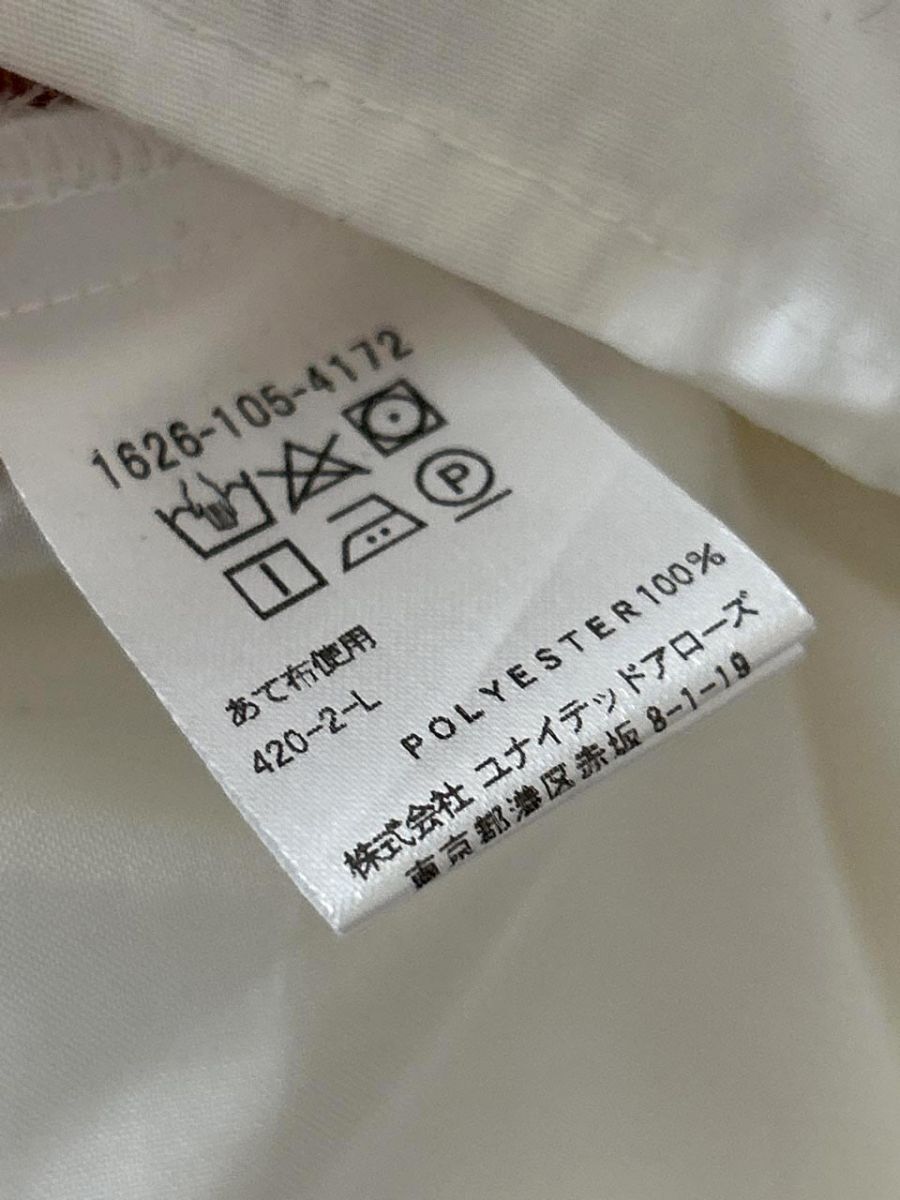 1626-105-4172
P
あて布使用
420-2-L
POLYESTER100%
株式会社 ユナイテッドアローズ
東京都港区赤坂 8-1-19